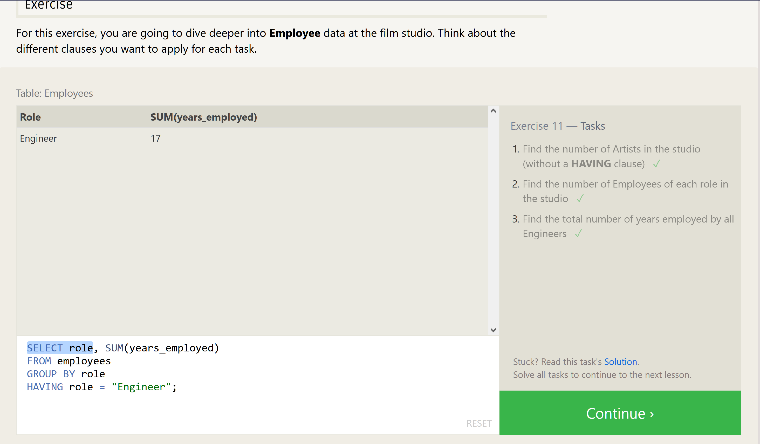 Exercise
For this exercise, you are going to dive deeper into Employee data at the film studio. Think about the
different clauses you want to apply for each task.
Table: Employees
Role SUM(years_employed)
Engineer 17
SELECT role, SUM(years_employed)
FROM employees
GROUP BY role
HAVING role = "Engineer";
RESET
Exercise 11 — Tasks
1. Find the number of Artists in the studio
(without a HAVING clause) ✓
2. Find the number of Employees of each role in
the studio ✓
3. Find the total number of years employed by all
Engineers ✓
Stuck? Read this task's Solution.
Solve all tasks to continue to the next lesson.
Continue ›